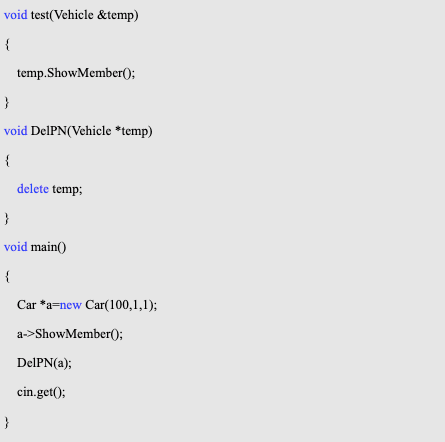 void test(Vehicle &temp)
{
temp.ShowMember();
}
void DelPN(Vehicle *temp)
{
delete temp;
}
void main()
{
Car *a=new Car(100,1,1);
a->ShowMember();
DelPN(a);
cin.get();
}